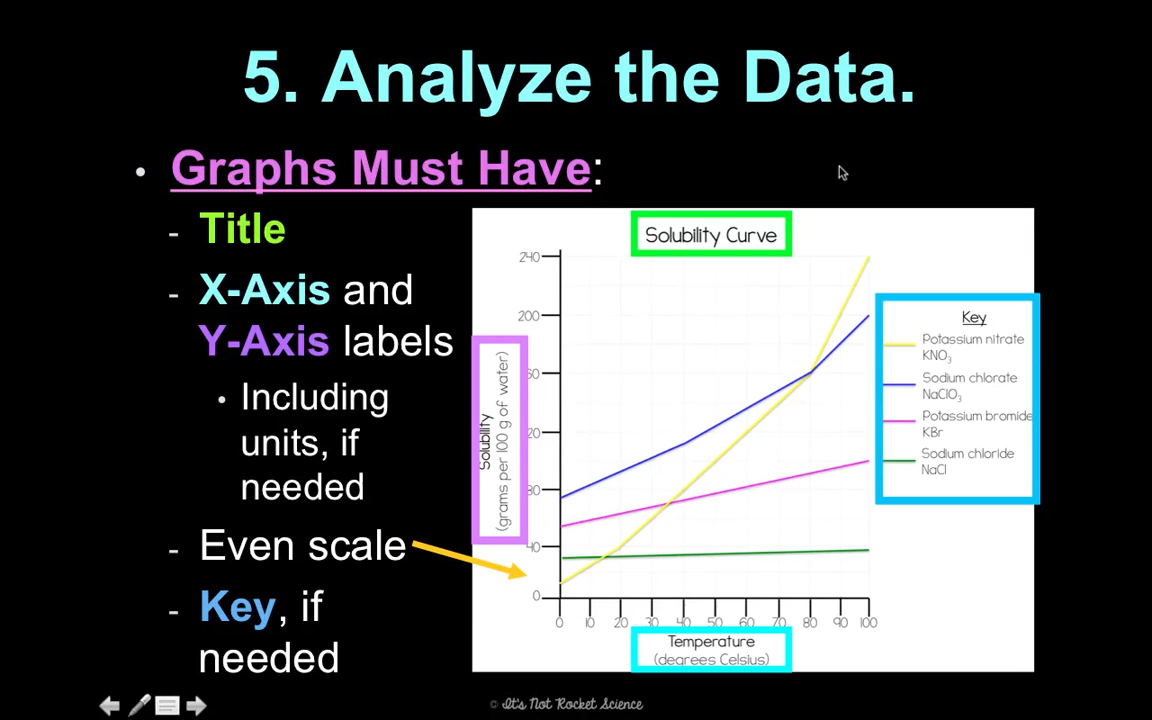 5. Analyze the Data.
• Graphs Must Have:
- Title
- X-Axis and
Y-Axis labels
• Including
units, if
needed
- Even scale
- Key, if
needed
Solubility Curve
240
200
60
20
80
40
0
Solubility
(grams per 100 g of water)
0 10 20 30 40 50 60 70 80 90 100
Temperature
(degrees Celsius)
Key
Potassium nitrate
KNO₃
Sodium chlorate
NaClO₃
Potassium bromide
KBr
Sodium chloride
NaCl
© It's Not Rocket Science